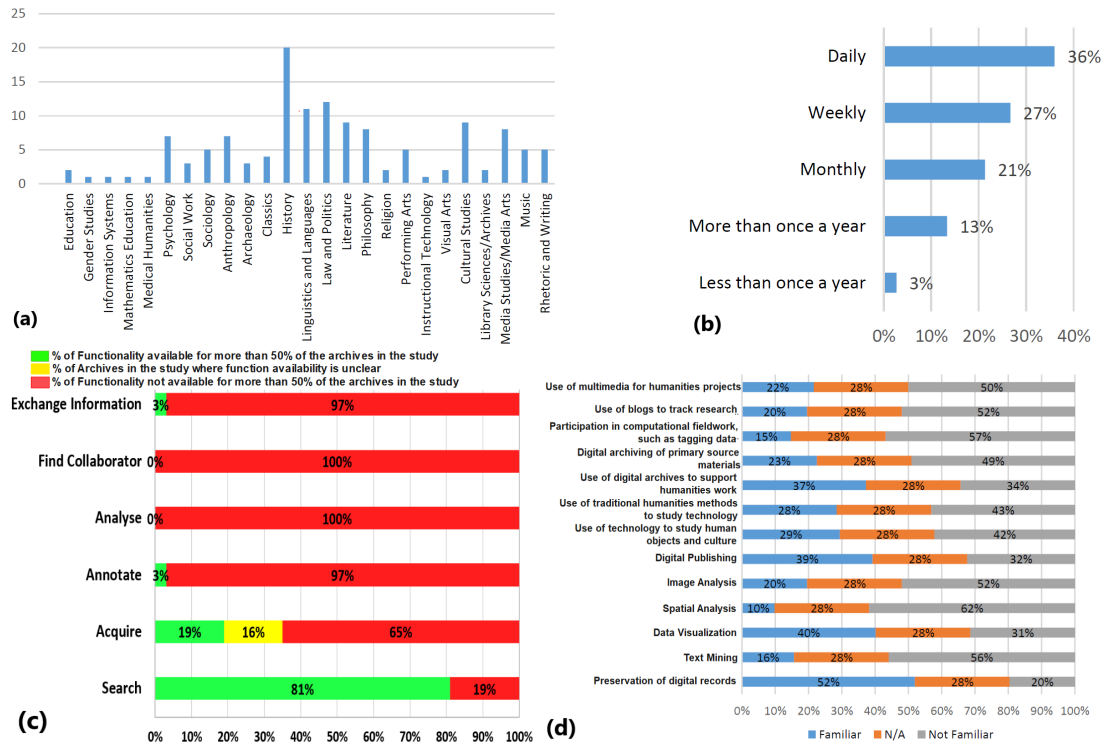 25
20
15
10
5
0
Education
Gender Studies
Information Systems
Mathematics Education
Medical Humanities
Psychology
Social Work
Sociology
Anthropology
Archaeology
Classics
History
Linguistics and Languages
Law and Politics
Literature
Philosophy
Religion
Performing Arts
Instructional Technology
Visual Arts
Cultural Studies
Library Sciences/Archives
Media Studies/Media Arts
Music
Rhetoric and Writing
(a)
Daily 36%
Weekly 27%
Monthly 21%
More than once a year 13%
Less than once a year 3%
0% 10% 20% 30% 40%
(b)
% of Functionality available for more than 50% of the archives in the study
% of Archives in the study where function availability is unclear
% of Functionality not available for more than 50% of the archives in the study
Exchange Information 3% 97%
Find Collaborator 0% 100%
Analyse 0% 100%
Annotate 3% 97%
Acquire 19% 16% 65%
Search 81% 19%
0% 10% 20% 30% 40% 50% 60% 70% 80% 90% 100%
(c)
Use of multimedia for humanities projects 22% 28% 50%
Use of blogs to track research 20% 28% 52%
Participation in computational fieldwork,
such as tagging data 15% 28% 57%
Digital archiving of primary source
materials 23% 28% 49%
Use of digital archives to support
humanities work 37% 28% 34%
Use of traditional humanities methods
to study technology 28% 28% 43%
Use of technology to study human
objects and culture 29% 28% 42%
Digital Publishing 39% 28% 32%
Image Analysis 20% 28% 52%
Spatial Analysis 10% 28% 62%
Data Visualization 40% 28% 31%
Text Mining 16% 28% 56%
Preservation of digital records 52% 28% 20%
0% 10% 20% 30% 40% 50% 60% 70% 80% 90% 100%
Familiar N/A Not Familiar
(d)